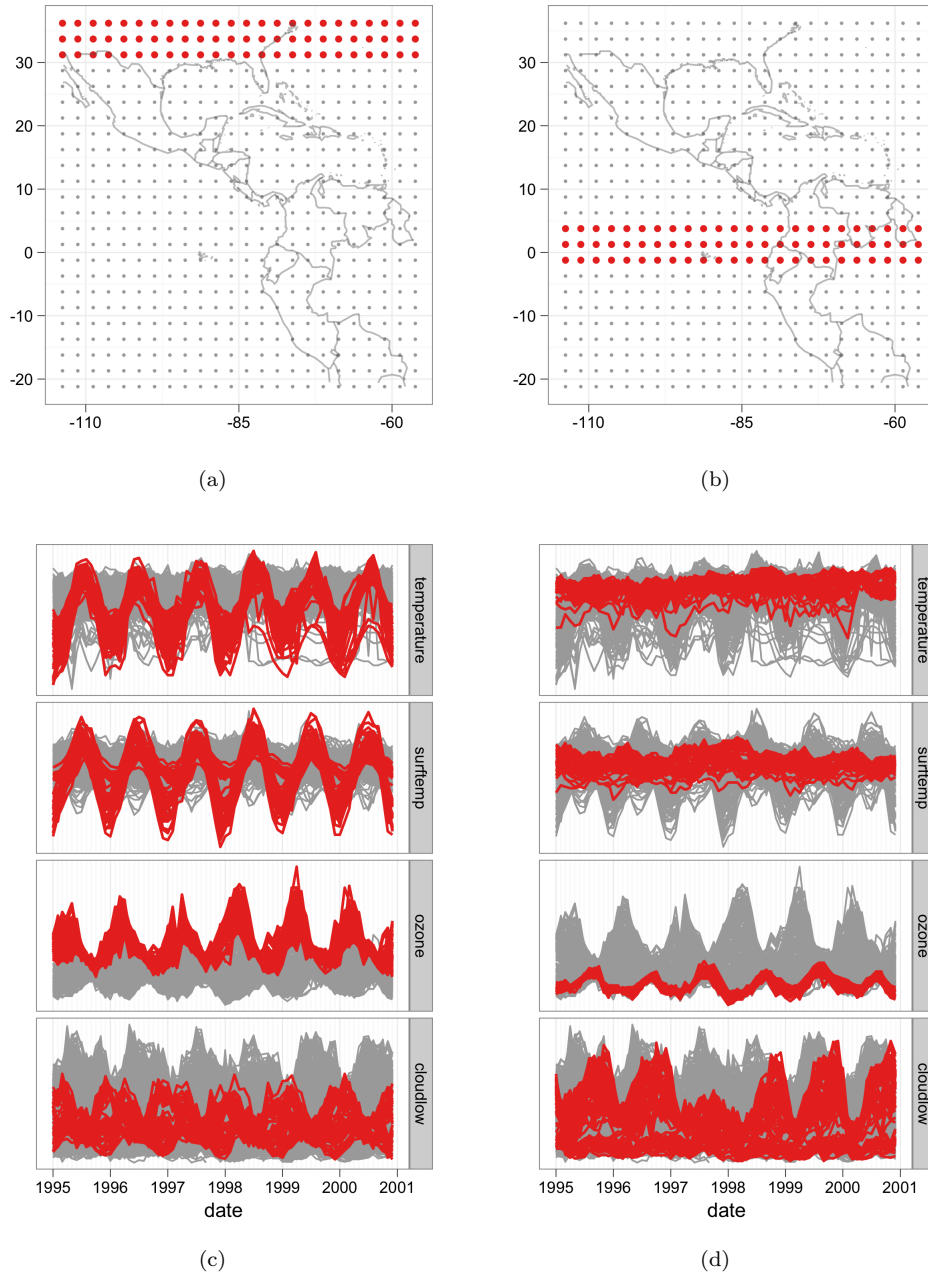 30
20
10
0
-10
-20
-110 -85 -60
(a)
30
20
10
0
-10
-20
-110 -85 -60
(b)
temperature
surftemp
ozone
cloudlow
1995 1996 1997 1998 1999 2000 2001
date
(c)
temperature
surftemp
ozone
cloudlow
1995 1996 1997 1998 1999 2000 2001
date
(d)